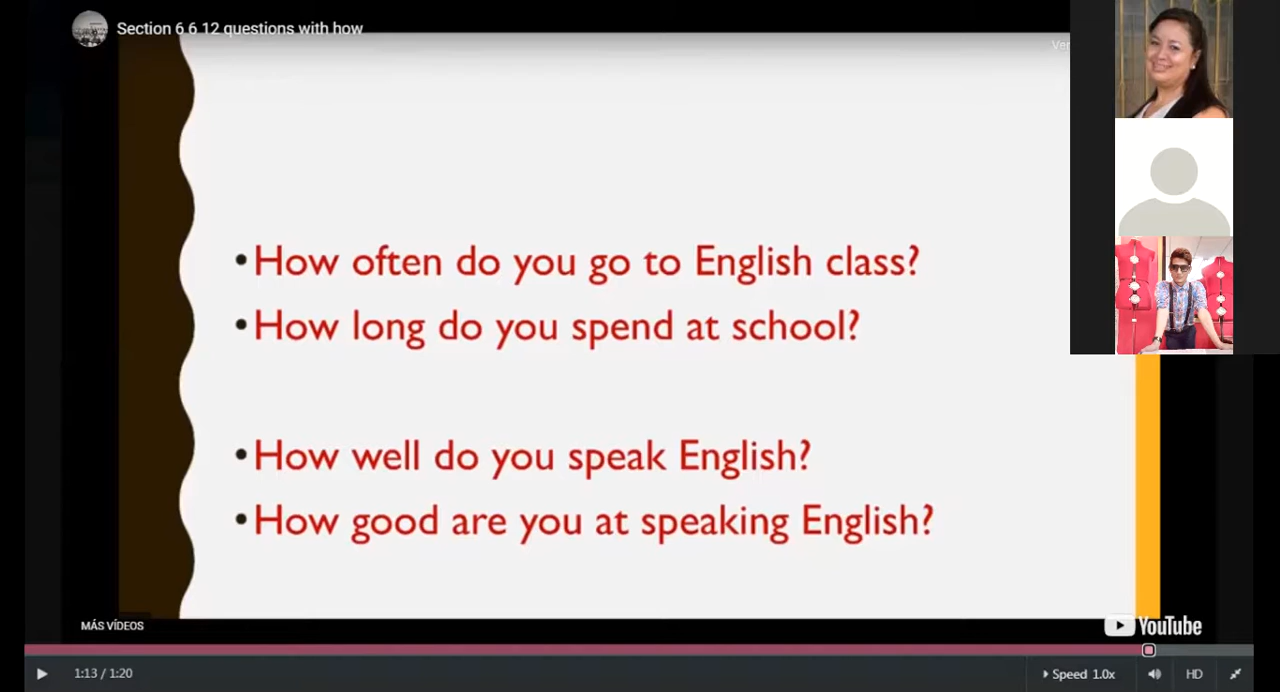 Section 6 6 12 questions with how
Ver
•How often do you go to English class?
•How long do you spend at school?
•How well do you speak English?
•How good are you at speaking English?
MÁS VÍDEOS
YouTube
1:13 / 1:20
Speed 1.0x
HD